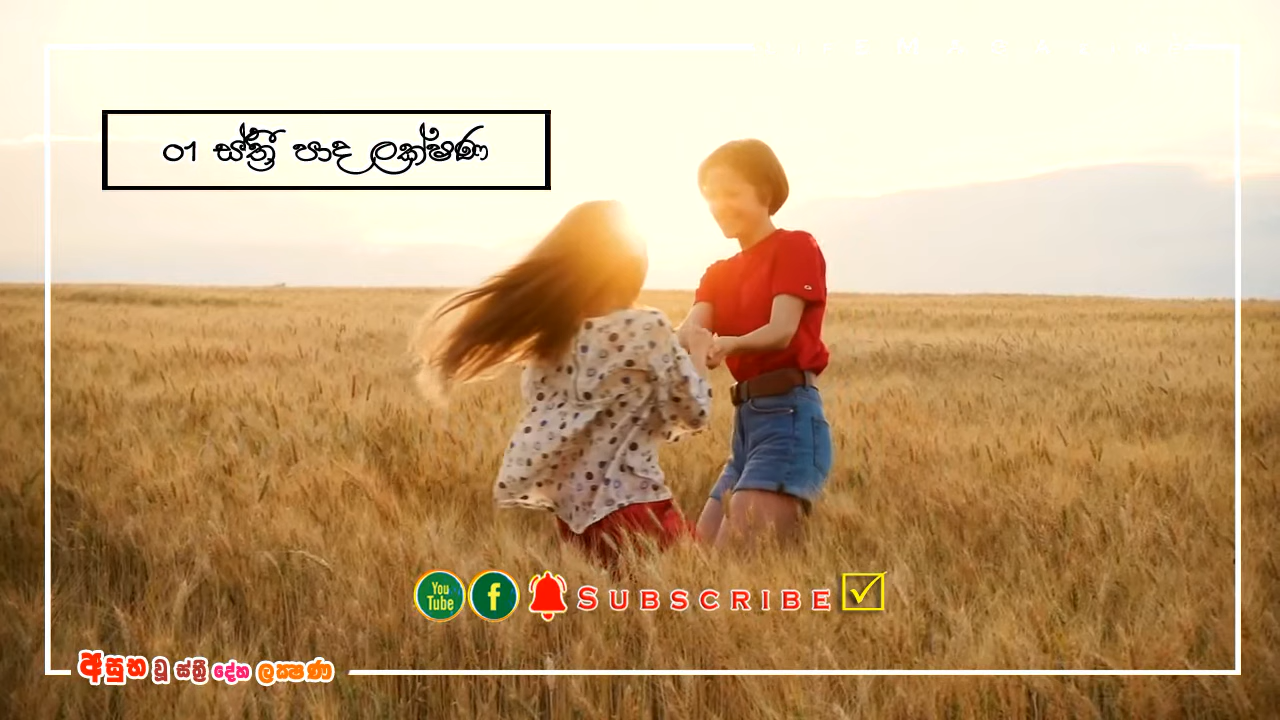 01 ස්ත්‍රී පාද ලක්ෂණ
You
Tube
f
SUBSCRIBE
අසුභ වූ ස්ත්‍රී දේහ ලක්‍ෂණ